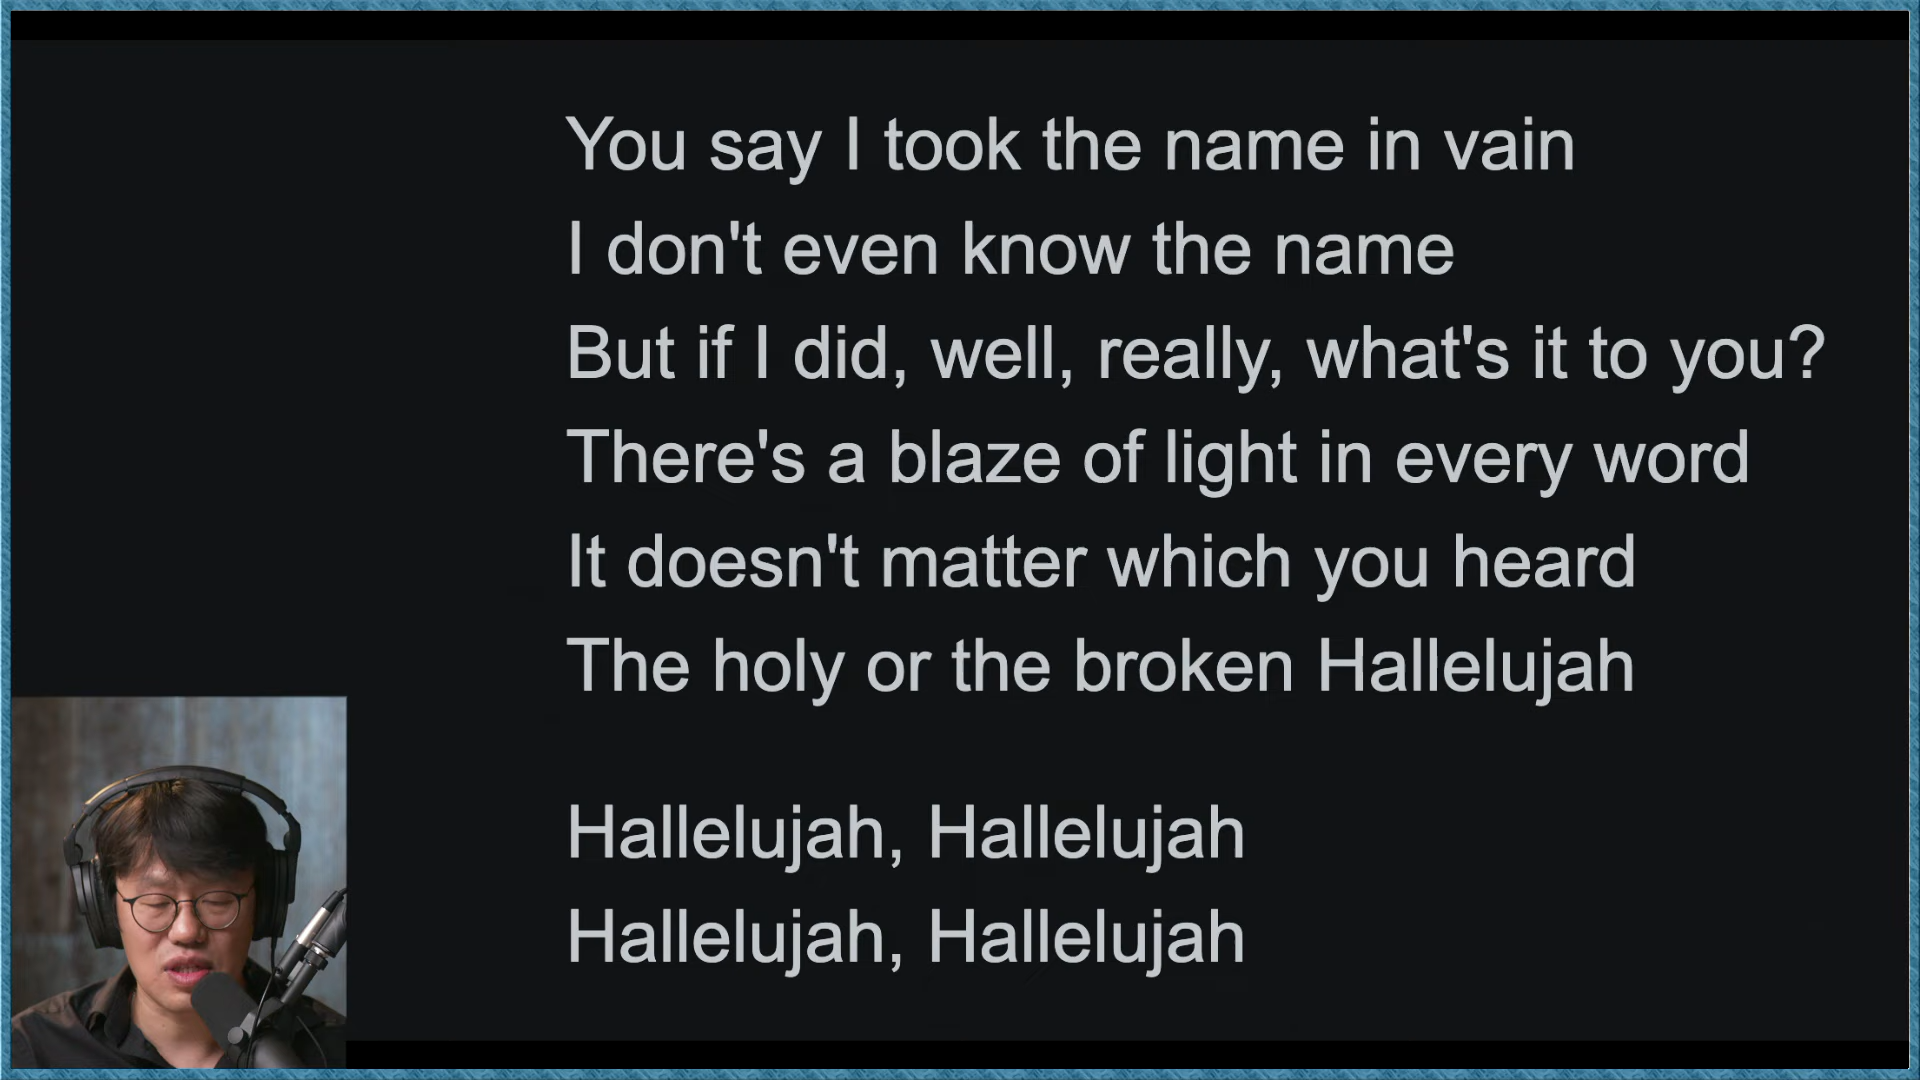 You say I took the name in vain
I don't even know the name
But if I did, well, really, what's it to you?
There's a blaze of light in every word
It doesn't matter which you heard
The holy or the broken Hallelujah
Hallelujah, Hallelujah
Hallelujah, Hallelujah